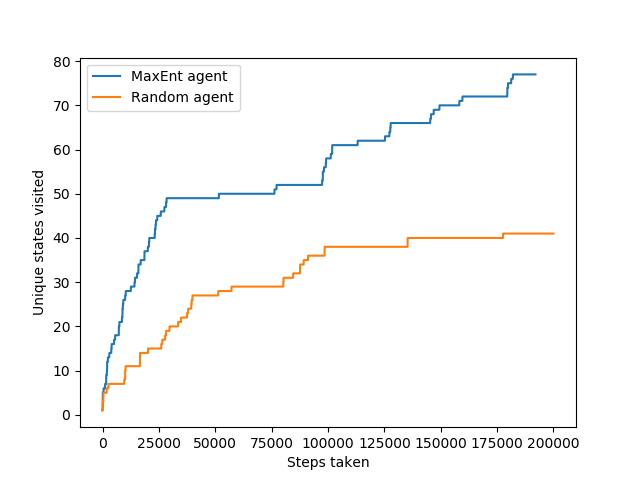 80
70
60
50
40
30
20
10
0
MaxEnt agent
Random agent
Unique states visited
0 25000 50000 75000 100000 125000 150000 175000 200000
Steps taken